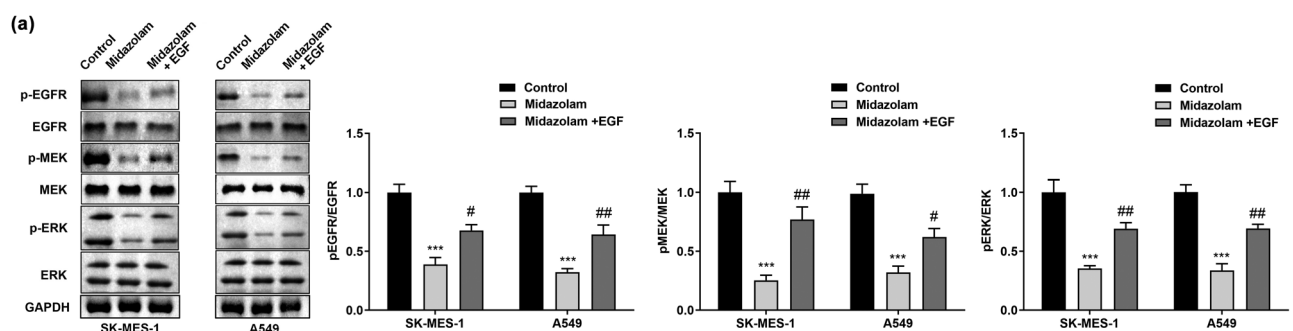 (a)
Control
Midazolam
Midazolam
+ EGF
Control
Midazolam
Midazolam
+ EGF
p-EGFR
EGFR
p-MEK
MEK
p-ERK
ERK
GAPDH
SK-MES-1
A549
Control
Midazolam
Midazolam +EGF
pEGFR/EGFR
1.5
1.0
0.5
0.0
***
#
***
##
SK-MES-1
A549
Control
Midazolam
Midazolam +EGF
pMEK/MEK
1.5
1.0
0.5
0.0
***
##
***
#
SK-MES-1
A549
Control
Midazolam
Midazolam +EGF
pERK/ERK
1.5
1.0
0.5
0.0
***
##
***
##
SK-MES-1
A549